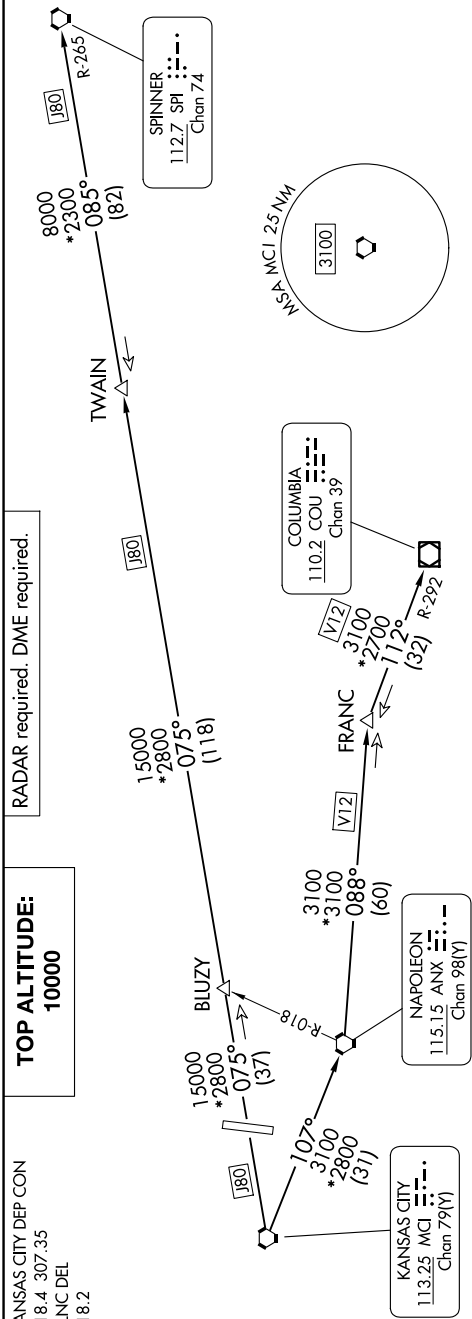 ANSAS CITY DEP CON
18.4 307.35
LNC DEL
18.2
TOP ALTITUDE:
10000
RADAR required. DME required.
J80
15000
*2800
075°
(37)
BLUZY
15000
*2800
075°
(118)
J80
TWAIN
8000
*2300
085°
(82)
J80
R-265
SPINNER
112.7 SPI
Chan 74
R-018
107°
3100
*2800
(31)
3100
*3100
088°
(60)
V12
FRANC
V12
3100
*2700
112°
(32)
R-292
COLUMBIA
110.2 COU
Chan 39
MSA MCI 25 NM
3100
KANSAS CITY
113.25 MCI
Chan 79(Y)
NAPOLEON
115.15 ANX
Chan 98(Y)